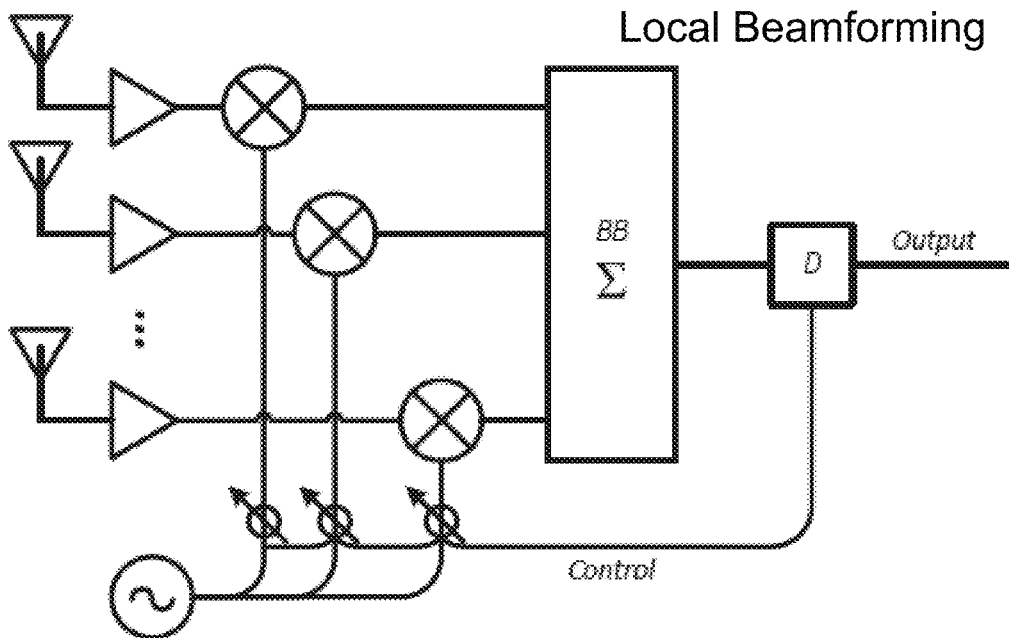 Local Beamforming
BB
Σ
D
Output
...
Control